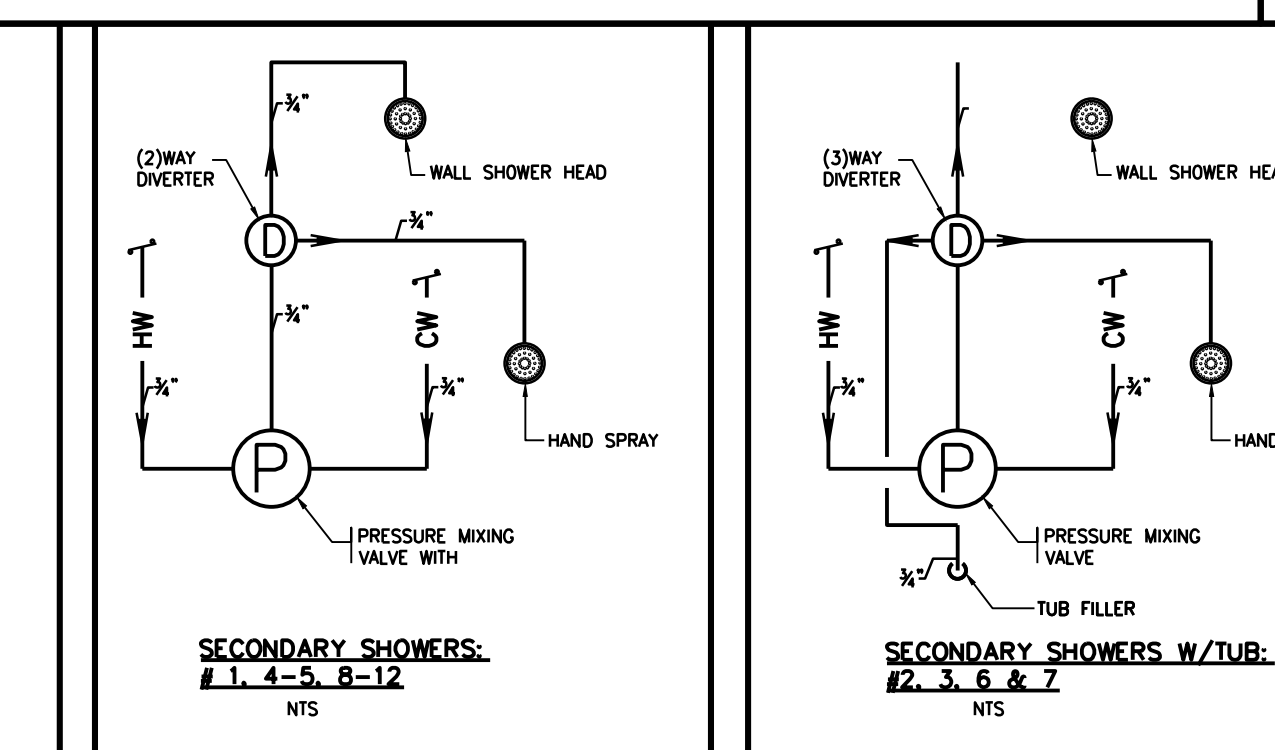 ¾"
(2)WAY
DIVERTER
WALL SHOWER HEAD
¾"
D
HW
¾"
CW
¾"
¾"
HAND SPRAY
P
PRESSURE MIXING
VALVE WITH
SECONDARY SHOWERS:
# 1, 4-5, 8-12
NTS
(3)WAY
DIVERTER
WALL SHOWER
D
HW
CW
¾"
¾"
P
PRESSURE MIXING
VALVE
¾"
TUB FILLER
SECONDARY SHOWERS W/TUB:
#2, 3, 6 & 7
NTS